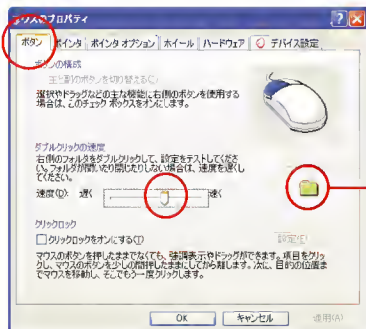 マウスのプロパティ
ボタン ポインタ ポインタ オプション ホイール ハードウェア デバイス設定
ボタンの構成
主と副のボタンを切り替える(C)
選択やドラッグなどの主な機能に右側のボタンを使用する
場合は、このチェック ボックスをオンにします。
ダブルクリックの速度
右側のフォルダをダブルクリックして、設定をテストしてくださ
い。フォルダが開いたり閉じたりしない場合は、速度を遅くし
てください。
速度(D): 遅く 速く
クリックロック
クリックロックをオンにする(T) 設定(E)
マウスのボタンを押したままでなくても、強調表示やドラッグができます。項目をクリッ
クし、マウスのボタンを少しの間押したままにしてから離します。次に、目的の位置ま
でマウスを移動し、そこでもう一度クリックします。
OK キャンセル 適用(A)